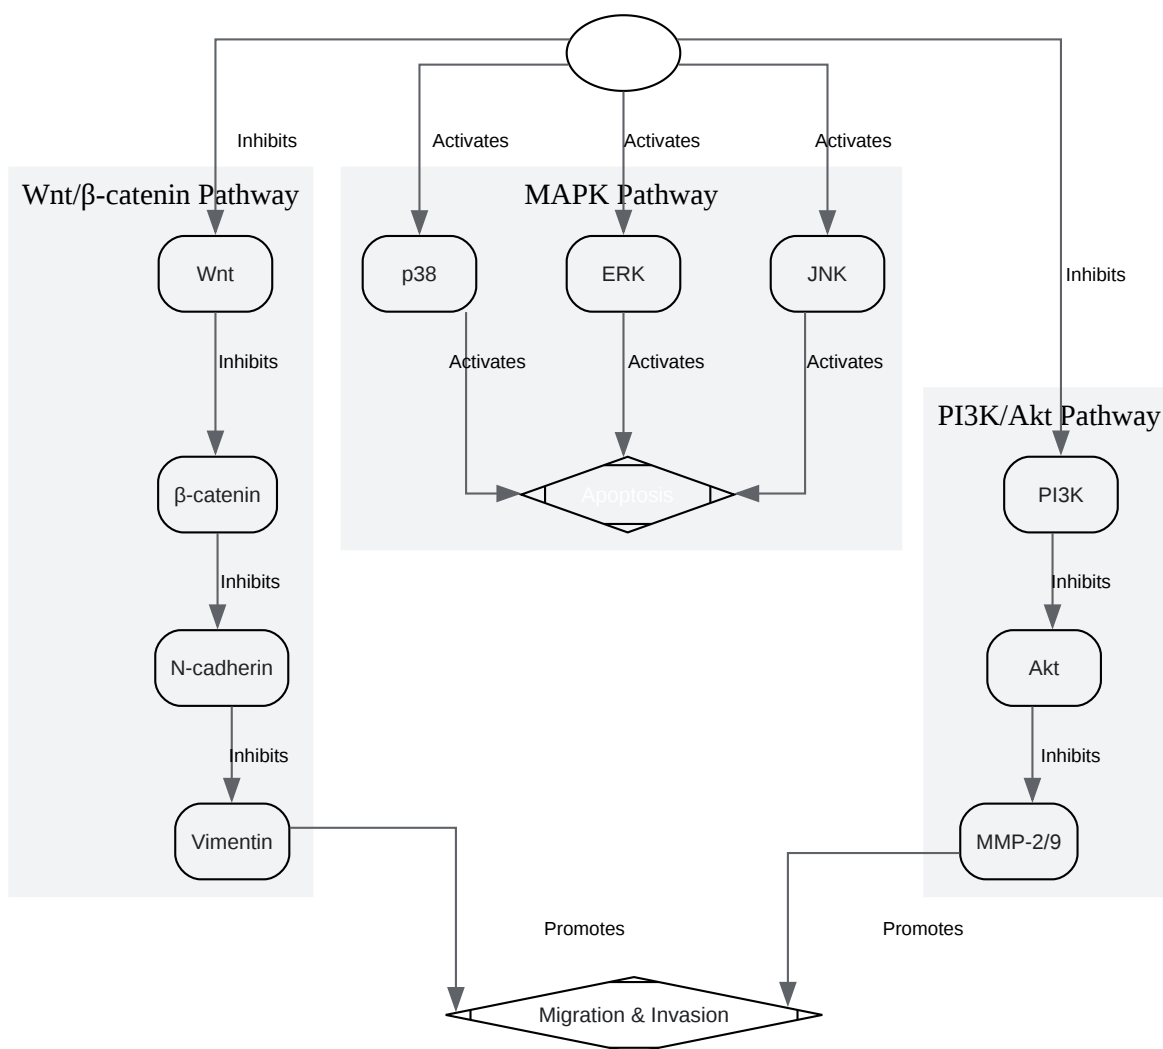 Inhibits
Activates
Activates
Activates
Wnt/β-catenin Pathway
MAPK Pathway
Wnt
p38
ERK
JNK
Inhibits
Inhibits
Activates
Activates
Activates
PI3K/Akt Pathway
β-catenin
Apoptosis
PI3K
Inhibits
Inhibits
N-cadherin
Akt
Inhibits
Inhibits
Vimentin
MMP-2/9
Promotes
Promotes
Migration & Invasion